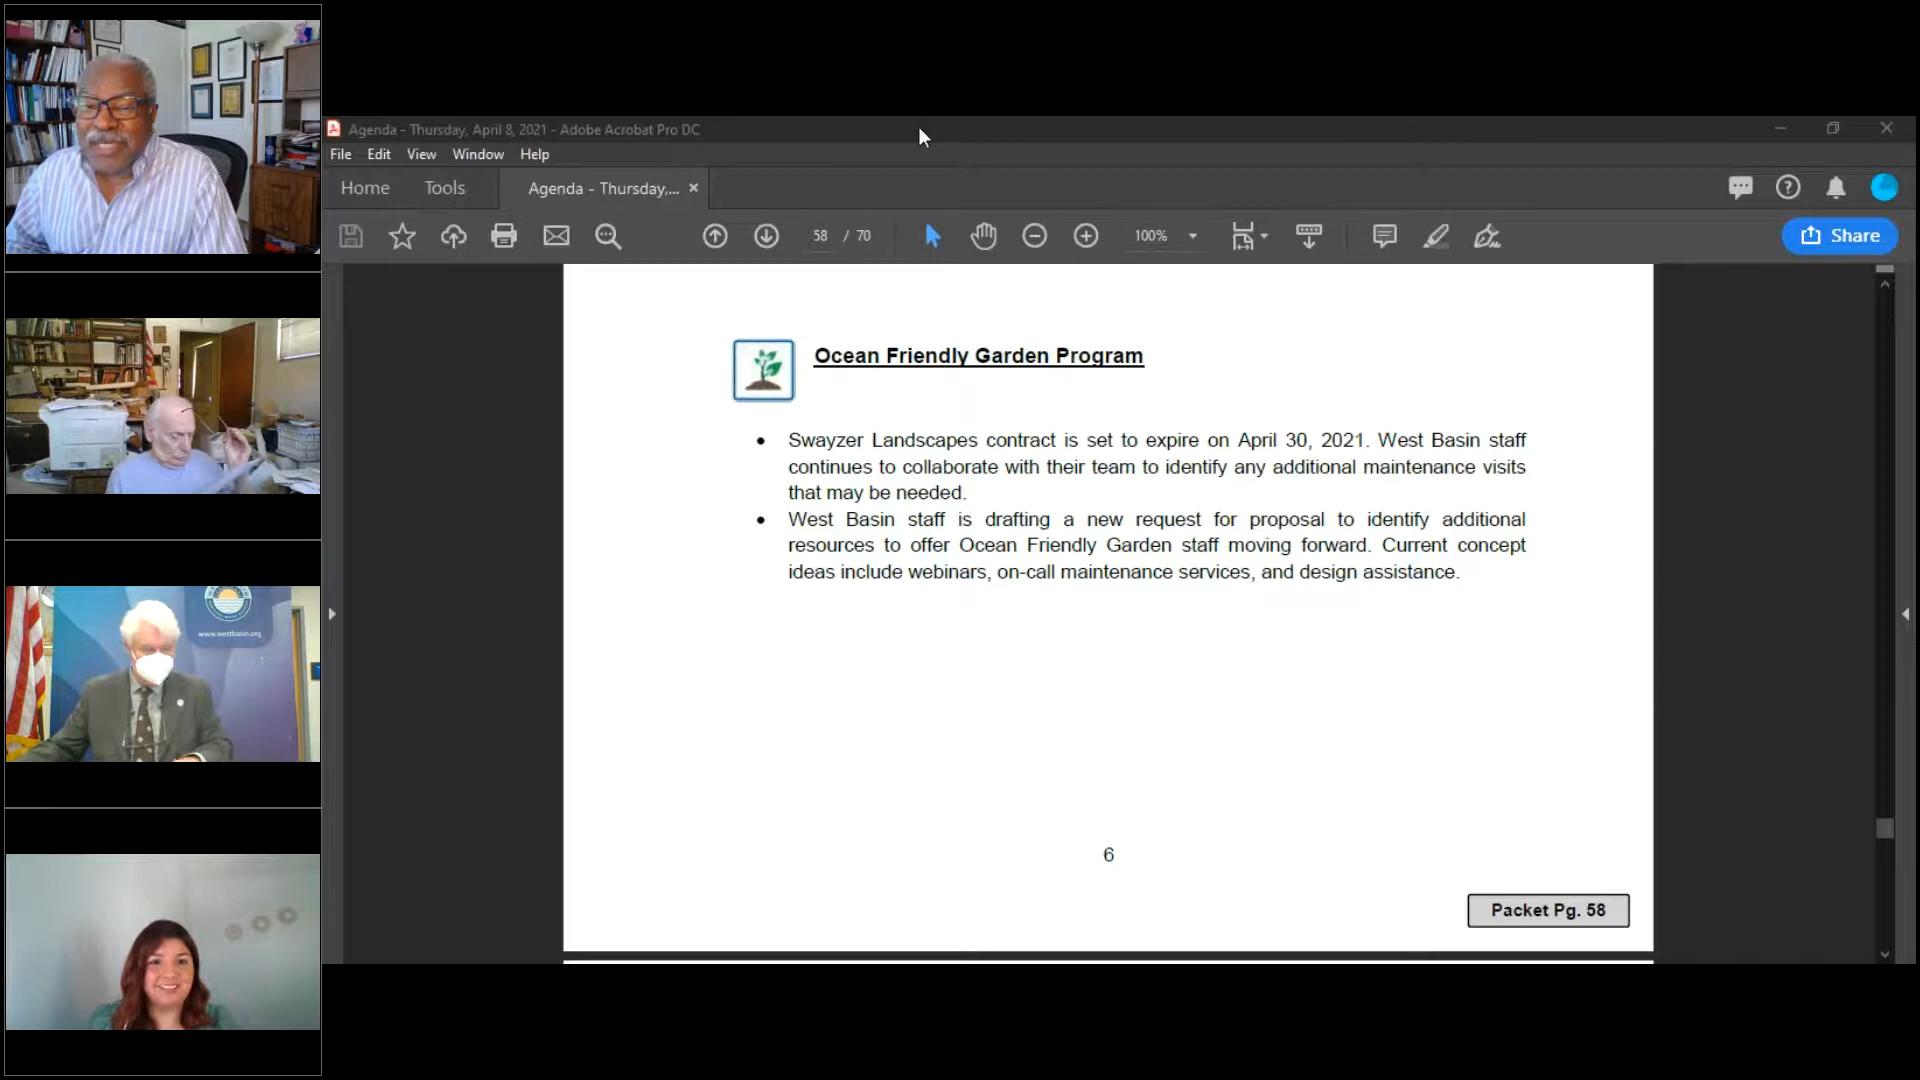 Agenda - Thursday, April 8, 2021 - Adobe Acrobat Pro DC
File Edit View Window Help
Home Tools Agenda - Thursday,...
58 / 70 100% Share
Ocean Friendly Garden Program
• Swayzer Landscapes contract is set to expire on April 30, 2021. West Basin staff
continues to collaborate with their team to identify any additional maintenance visits
that may be needed.
• West Basin staff is drafting a new request for proposal to identify additional
resources to offer Ocean Friendly Garden staff moving forward. Current concept
ideas include webinars, on-call maintenance services, and design assistance.
www.westbasin.org
6
Packet Pg. 58